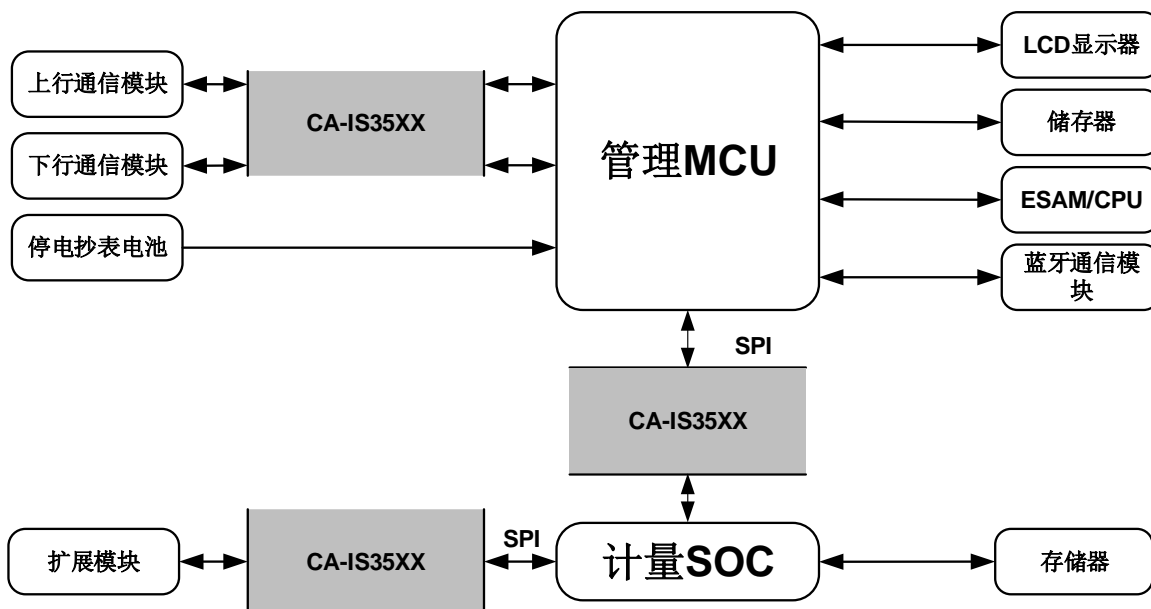 LCD显示器
上行通信模块
CA-IS35XX
储存器
管理MCU
下行通信模块
ESAM/CPU
停电抄表电池
蓝牙通信模
块
SPI
CA-IS35XX
SPI
扩展模块
CA-IS35XX
计量SOC
存储器